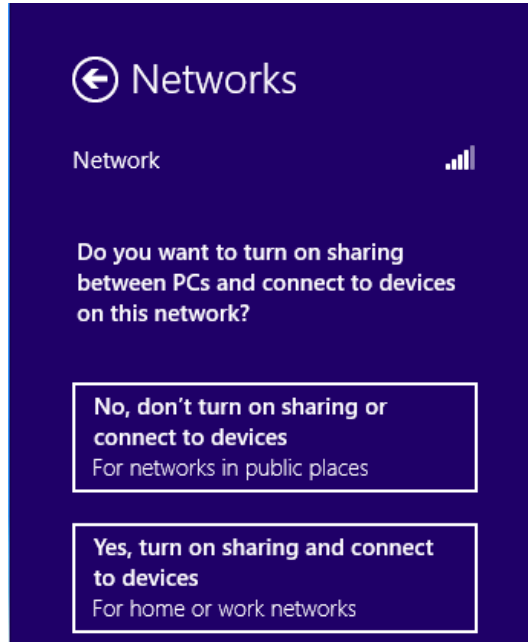 Networks
Network
Do you want to turn on sharing
between PCs and connect to devices
on this network?
No, don't turn on sharing or
connect to devices
For networks in public places
Yes, turn on sharing and connect
to devices
For home or work networks